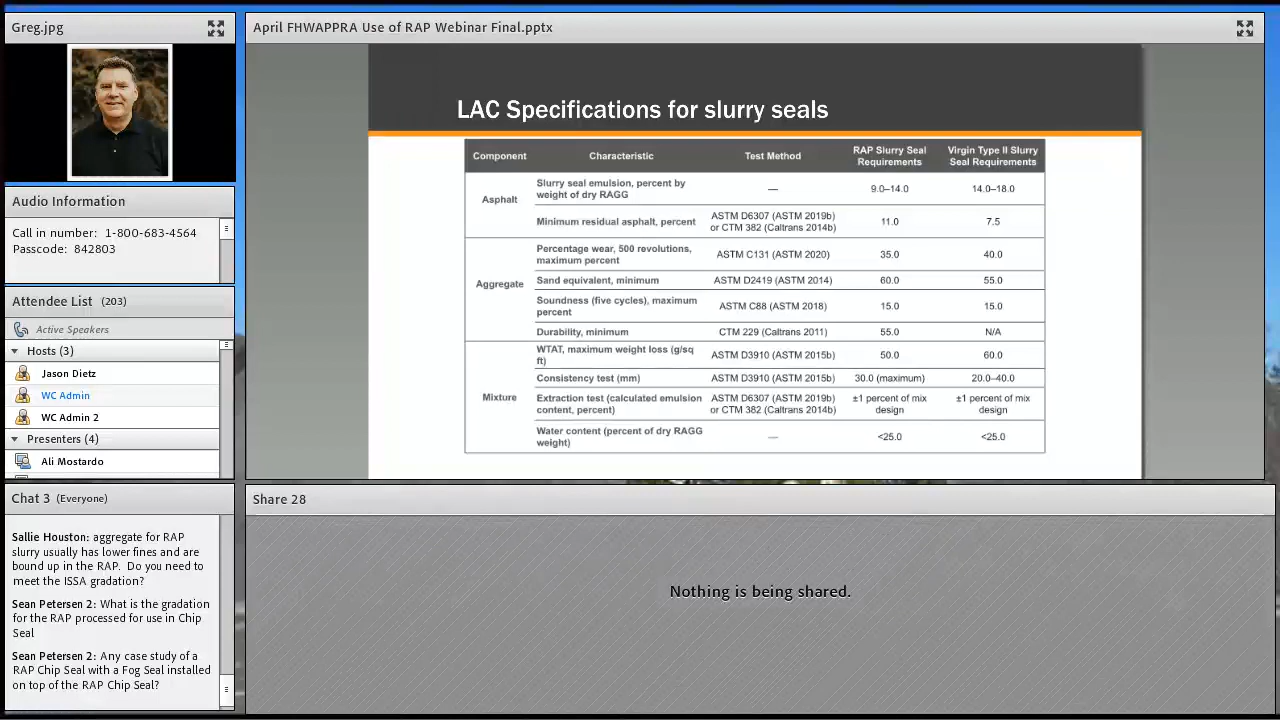 Greg.jpg
April FHWAPPRA Use of RAP Webinar Final.pptx
Audio Information
Call in number: 1-800-683-4564
Passcode: 842803
Attendee List (203)
Active Speakers
Hosts (3)
Jason Dietz
WC Admin
WC Admin 2
Presenters (4)
Ali Mostardo
Chat 3 (Everyone)
Sallie Houston: aggregate for RAP
slurry usually has lower fines and are
bound up in the RAP. Do you need to
meet the ISSA gradation?
Sean Petersen 2: What is the gradation
for the RAP processed for use in Chip
Seal
Sean Petersen 2: Any case study of a
RAP Chip Seal with a Fog Seal installed
on top of the RAP Chip Seal?
LAC Specifications for slurry seals
Component Characteristic Test Method RAP Slurry Seal Requirements Virgin Type II Slurry Seal Requirements
Asphalt
Slurry seal emulsion, percent by weight of dry RAGG — 9.0–14.0 14.0–18.0
Minimum residual asphalt, percent ASTM D6307 (ASTM 2019b) or CTM 382 (Caltrans 2014b) 11.0 7.5
Aggregate
Percentage wear, 500 revolutions, maximum percent ASTM C131 (ASTM 2020) 35.0 40.0
Sand equivalent, minimum ASTM D2419 (ASTM 2014) 60.0 55.0
Soundness (five cycles), maximum percent ASTM C88 (ASTM 2018) 15.0 15.0
Durability, minimum CTM 229 (Caltrans 2011) 55.0 N/A
Mixture
WTAT, maximum weight loss (g/sq ft) ASTM D3910 (ASTM 2015b) 50.0 60.0
Consistency test (mm) ASTM D3910 (ASTM 2015b) 30.0 (maximum) 20.0–40.0
Extraction test (calculated emulsion content, percent) ASTM D6307 (ASTM 2019b) or CTM 382 (Caltrans 2014b) ±1 percent of mix design ±1 percent of mix design
Water content (percent of dry RAGG weight) — <25.0 <25.0
Share 28
Nothing is being shared.